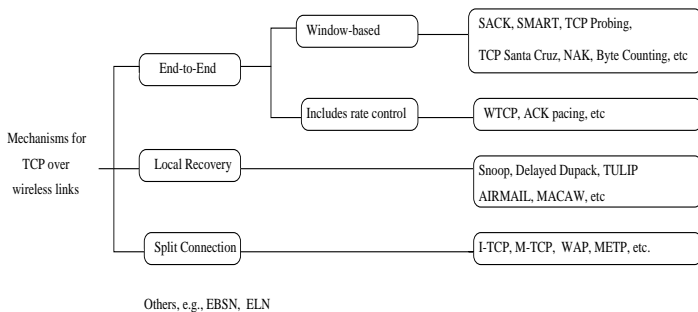 Mechanisms for
TCP over
wireless links
End-to-End
Window-based
SACK, SMART, TCP Probing,
TCP Santa Cruz, NAK, Byte Counting, etc
Includes rate control
WTCP, ACK pacing, etc
Local Recovery
Snoop, Delayed Dupack, TULIP
AIRMAIL, MACAW, etc
Split Connection
I-TCP, M-TCP, WAP, METP, etc.
Others, e.g., EBSN, ELN